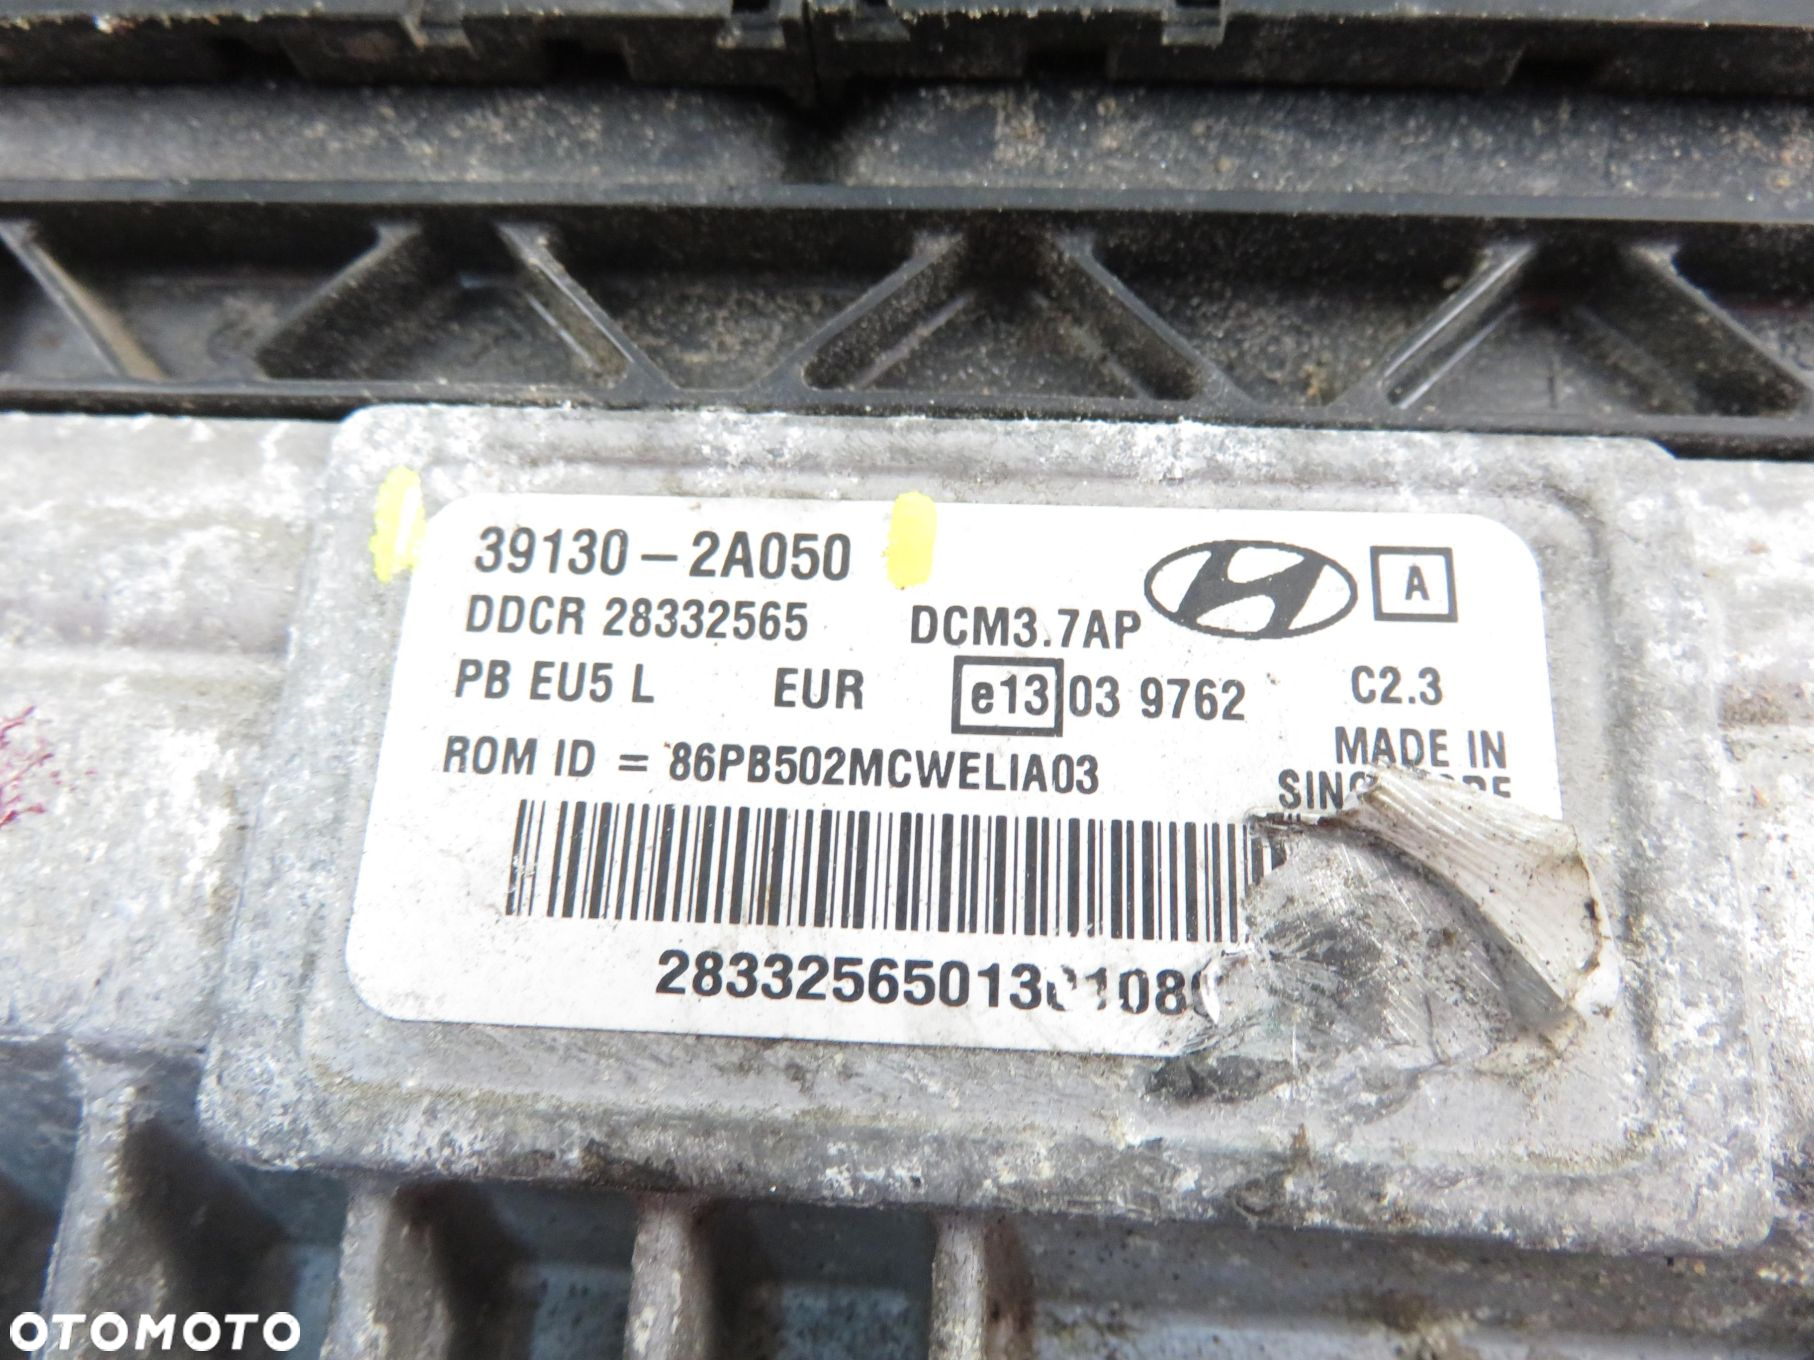 39130-2A050
A
DDCR 28332565 DCM3.7AP
PB EU5 L EUR e13 03 9762 C2.3
ROM ID = 86PB502MCWELIA03 MADE IN
OTOMOTO